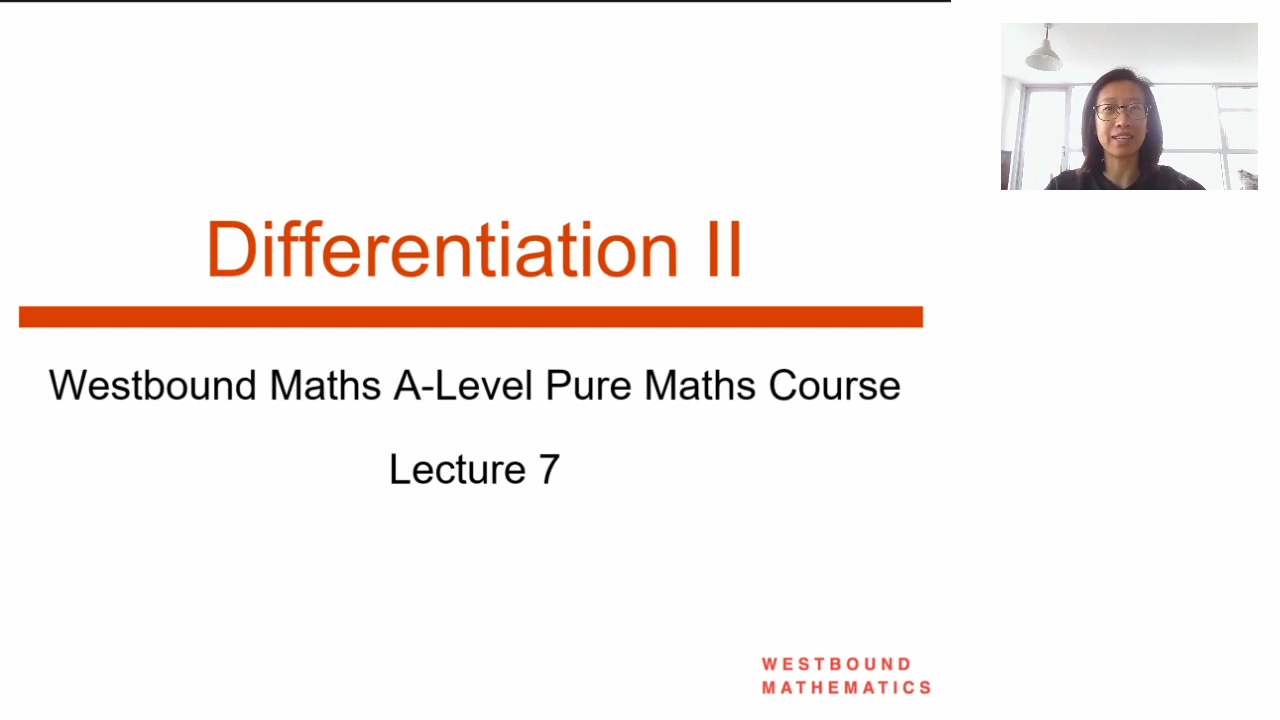 Differentiation II
Westbound Maths A-Level Pure Maths Course
Lecture 7
WESTBOUND
MATHEMATICS